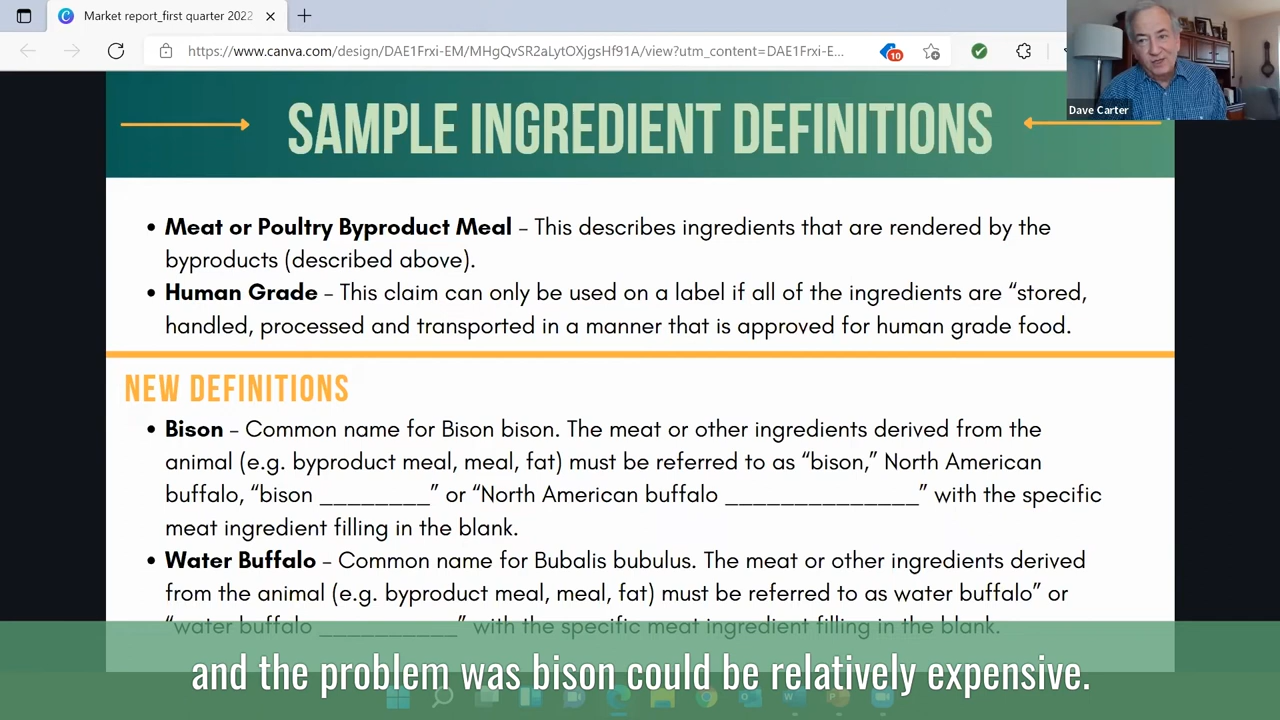 Market report_first quarter 2022
https://www.canva.com/design/DAE1Frxi-EM/MHgQvSR2aLytOXjgsHf91A/view?utm_content=DAE1Frxi-E...
10
Dave Carter
SAMPLE INGREDIENT DEFINITIONS
• Meat or Poultry Byproduct Meal – This describes ingredients that are rendered by the
byproducts (described above).
• Human Grade – This claim can only be used on a label if all of the ingredients are “stored,
handled, processed and transported in a manner that is approved for human grade food.
NEW DEFINITIONS
• Bison – Common name for Bison bison. The meat or other ingredients derived from the
animal (e.g. byproduct meal, meal, fat) must be referred to as “bison,” North American
buffalo, “bison ________” or “North American buffalo ______________” with the specific
meat ingredient filling in the blank.
• Water Buffalo – Common name for Bubalis bubulus. The meat or other ingredients derived
from the animal (e.g. byproduct meal, meal, fat) must be referred to as water buffalo” or
“water buffalo __________” with the specific meat ingredient filling in the blank.
and the problem was bison could be relatively expensive.